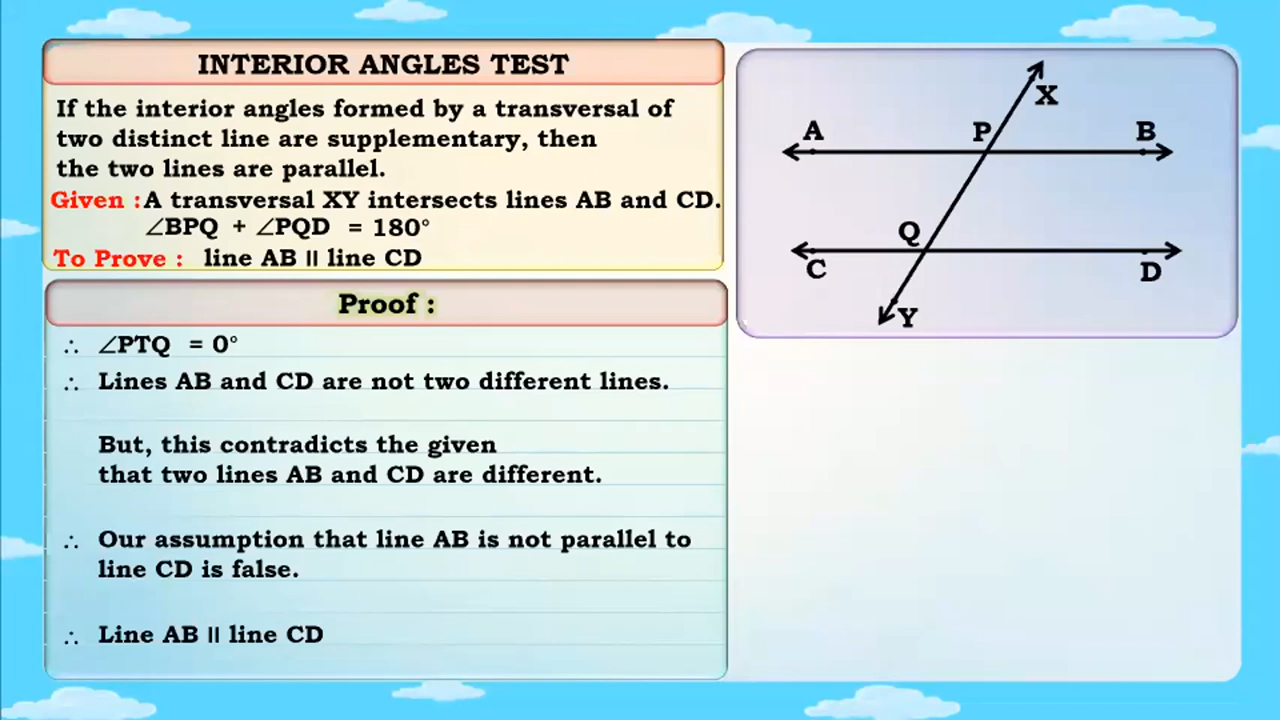 INTERIOR ANGLES TEST
If the interior angles formed by a transversal of
two distinct line are supplementary, then
the two lines are parallel.
Given : A transversal XY intersects lines AB and CD.
∠BPQ + ∠PQD = 180°
To Prove : line AB || line CD
Proof :
∴ ∠PTQ = 0°
∴ Lines AB and CD are not two different lines.
But, this contradicts the given
that two lines AB and CD are different.
∴ Our assumption that line AB is not parallel to
line CD is false.
∴ Line AB || line CD
X
A P B
Q
C D
Y